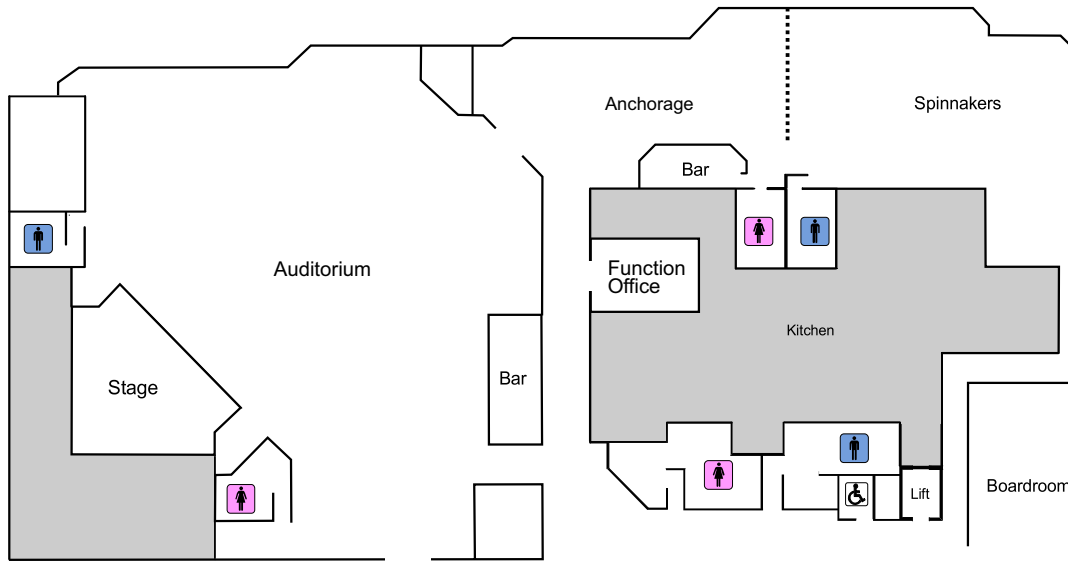 Anchorage
Spinnakers
Bar
Auditorium
Function
Office
Kitchen
Stage
Bar
Boardroom
Lift